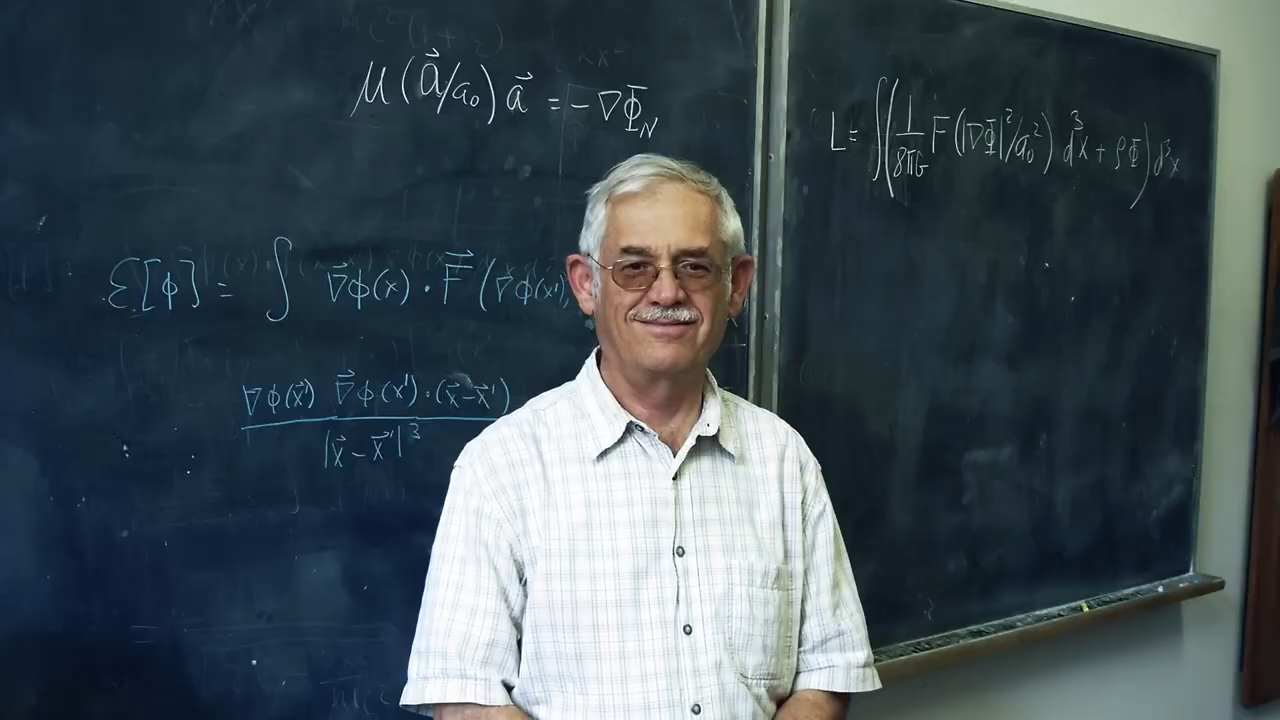 μ(a⃗/a₀) a⃗ = -∇Φ_N
L = ∫(1/8πG F(|∇Φ|²/a₀²) d³x + ρΦ) d³x
ℰ[ϕ] = ∫ ∇⃗ϕ(x) · F⃗(∇ϕ(x'),
∇ϕ(x⃗) ∇⃗ϕ(x') · (x⃗-x⃗')
|x⃗-x⃗'|³